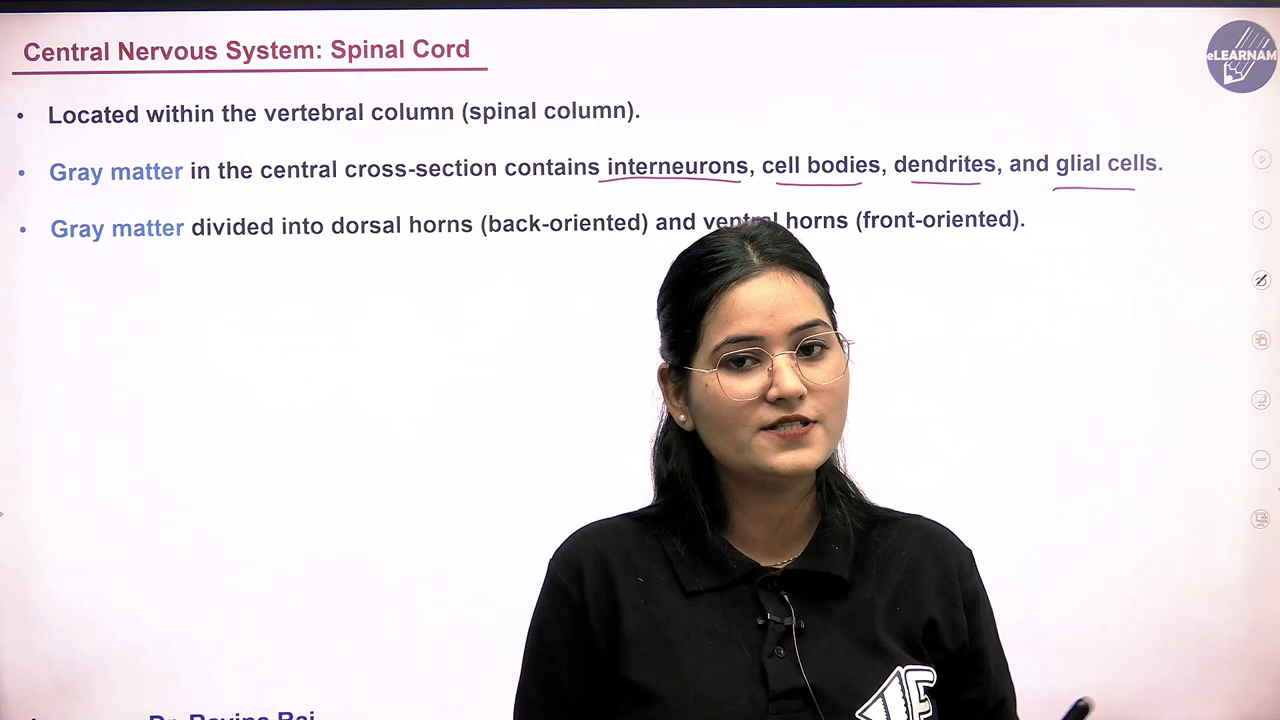 Central Nervous System: Spinal Cord
eLEARNAM
• Located within the vertebral column (spinal column).
• Gray matter in the central cross-section contains interneurons, cell bodies, dendrites, and glial cells.
• Gray matter divided into dorsal horns (back-oriented) and ventral horns (front-oriented).